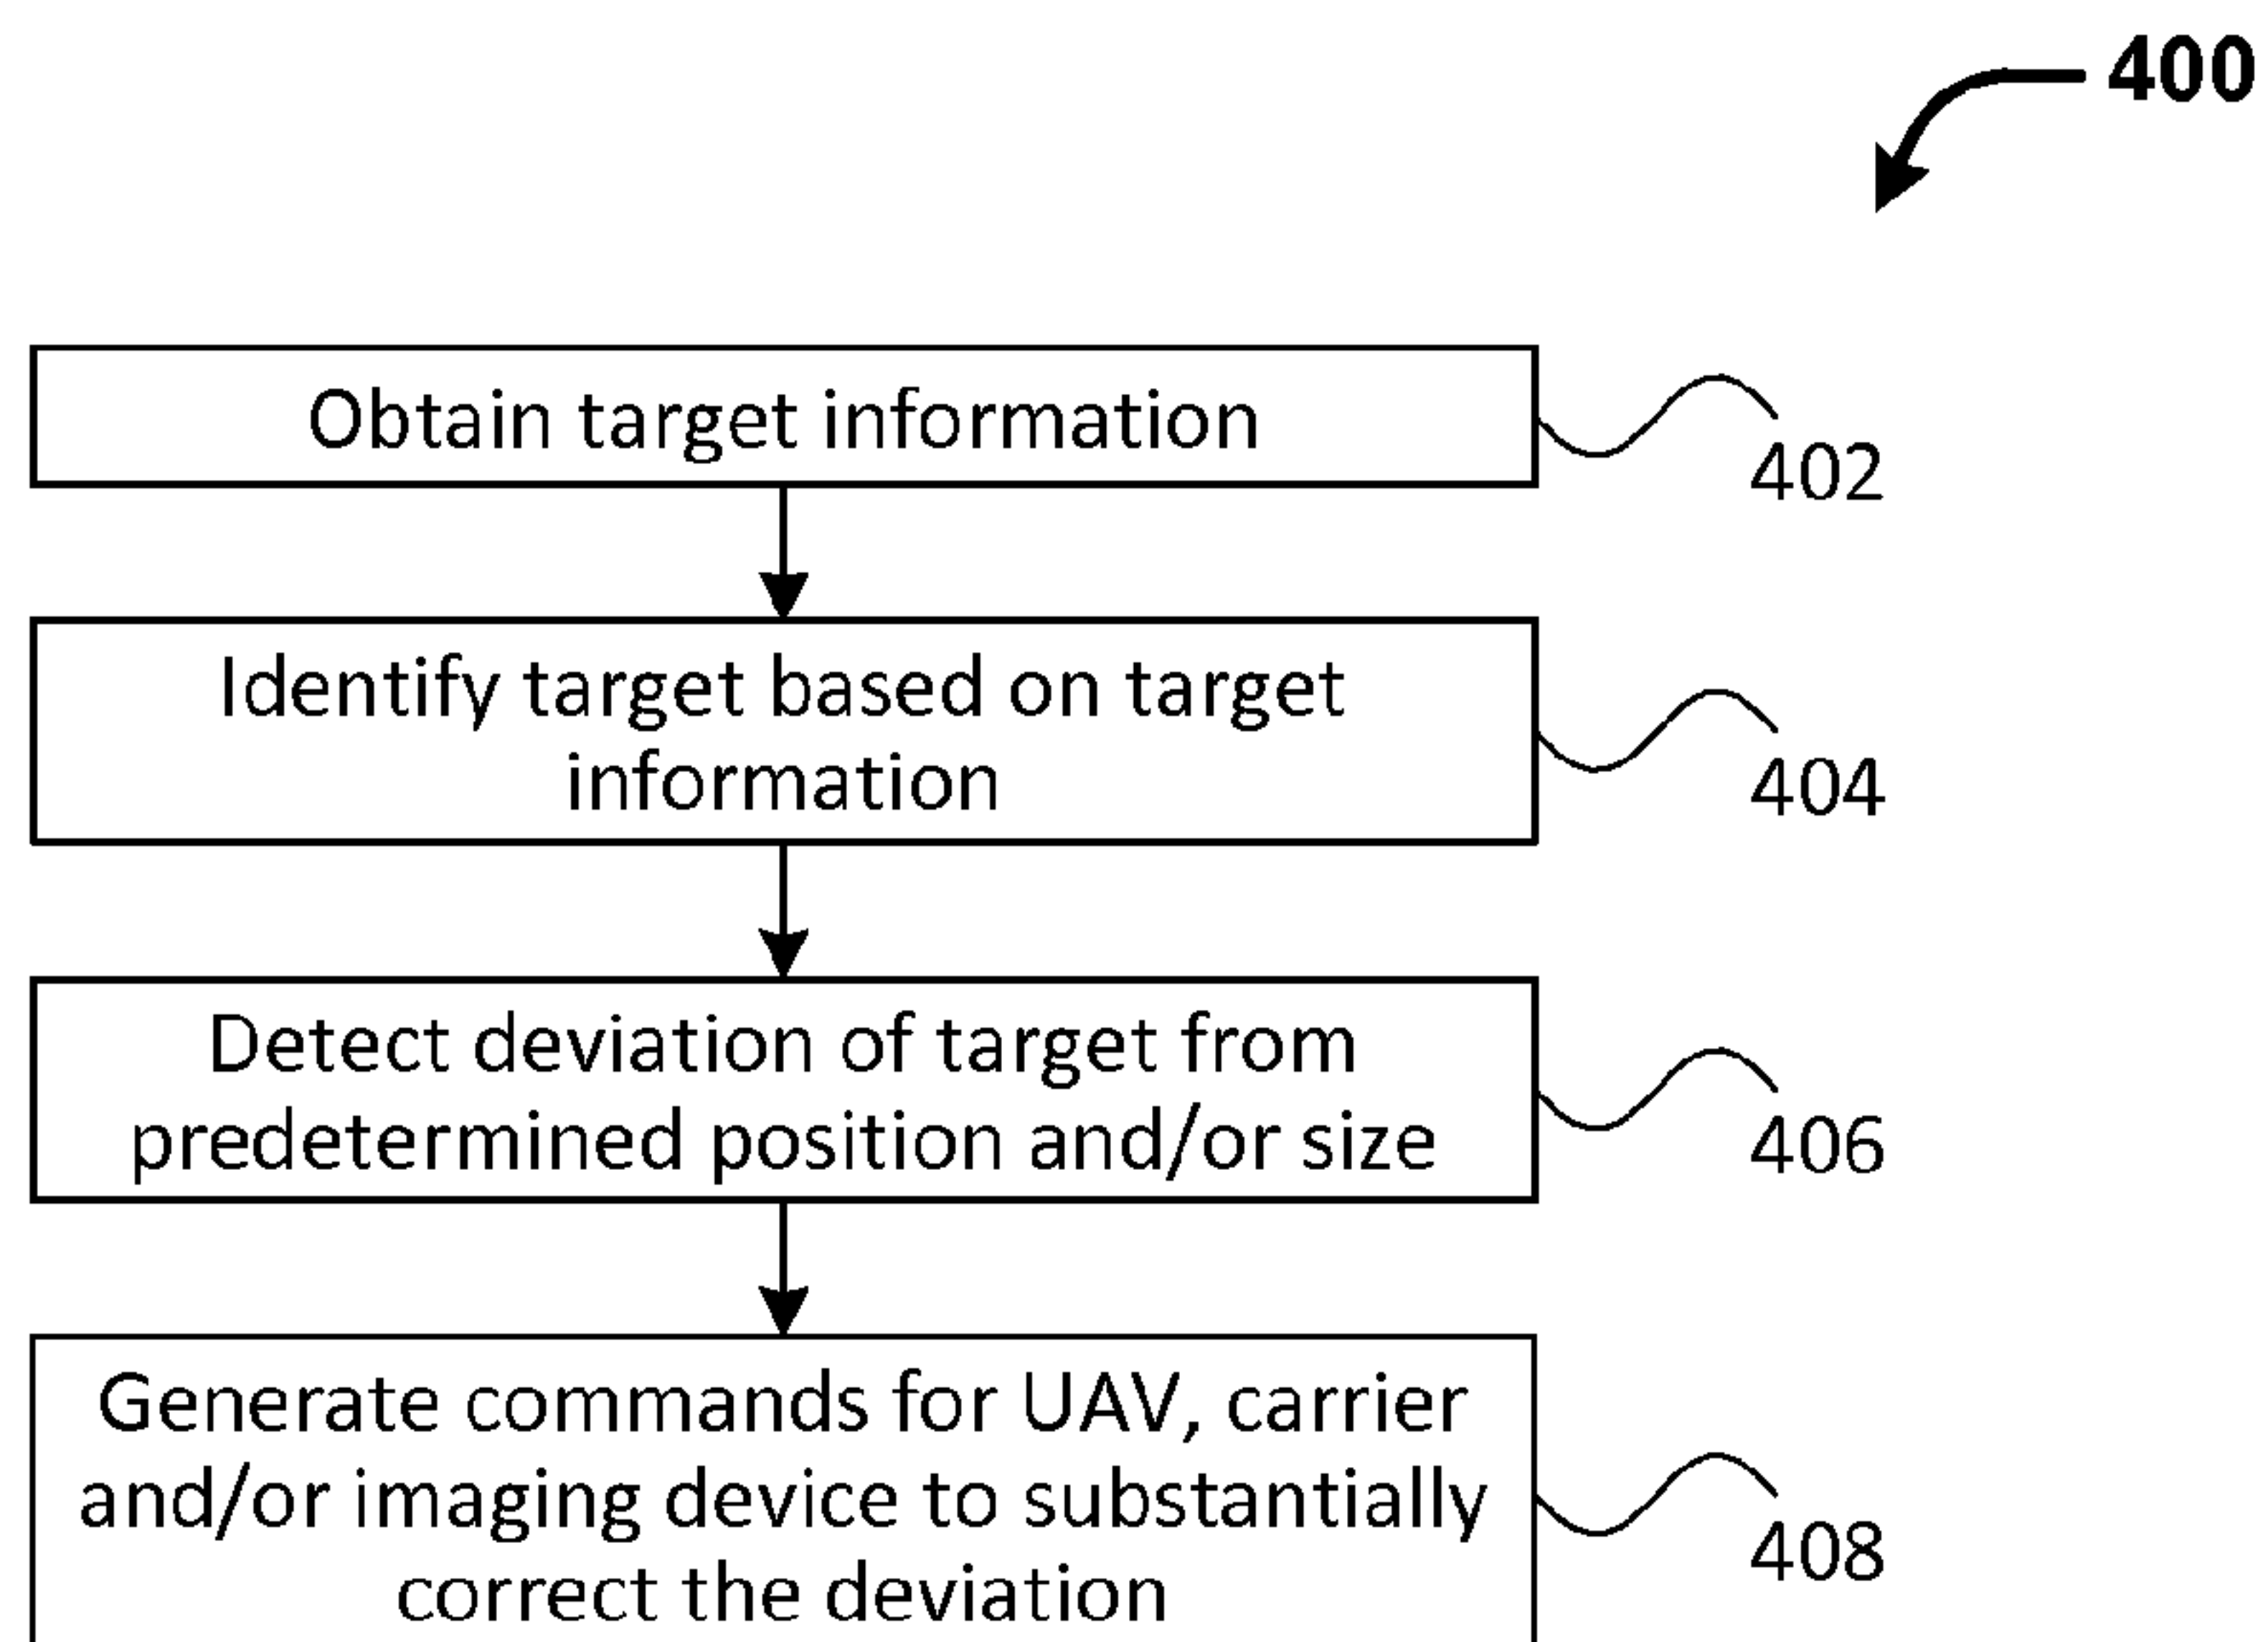 400
Obtain target information
402
Identify target based on target
information
404
Detect deviation of target from
predetermined position and/or size
406
Generate commands for UAV, carrier
and/or imaging device to substantially
correct the deviation
408